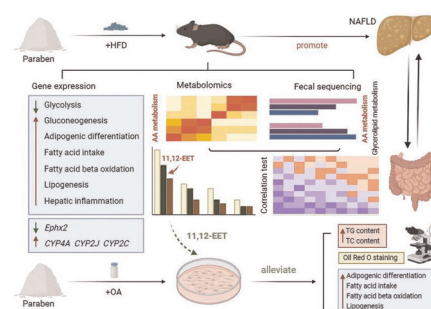 NAFLD
+HFD
promote
Paraben
Gene expression
Metabolomics
Fecal sequencing
Glycolysis
Gluconeogenesis
Adipogenic differentiation
Fatty acid intake
Fatty acid beta oxidation
Lipogenesis
Hepatic inflammation
AA metabolism
AA metabolism
Glycerolipid metabolism
11,12-EET
Correlation test
Ephx2
CYP4A CYP2J CYP2C
11,12-EET
TG content
TC content
Oil Red O staining
+OA
alleviate
Paraben
Adipogenic differentiation
Fatty acid intake
Fatty acid beta oxidation
Lipogenesis